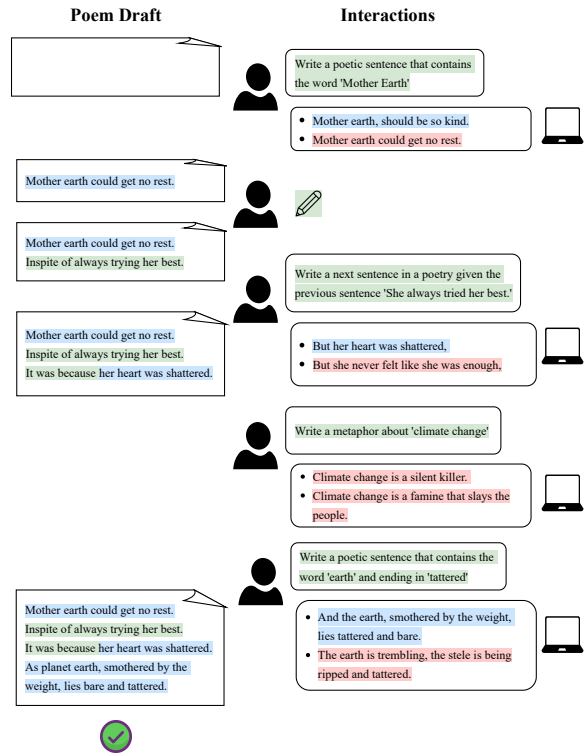 Poem Draft
Interactions
Write a poetic sentence that contains
the word 'Mother Earth'
• Mother earth, should be so kind.
• Mother earth could get no rest.
Mother earth could get no rest.
Mother earth could get no rest.
Inspite of always trying her best.
Write a next sentence in a poetry given the
previous sentence 'She always tried her best.'
Mother earth could get no rest.
Inspite of always trying her best.
It was because her heart was shattered.
• But her heart was shattered,
• But she never felt like she was enough,
Write a metaphor about 'climate change'
• Climate change is a silent killer.
• Climate change is a famine that slays the
people.
Write a poetic sentence that contains the
word 'earth' and ending in 'tattered'
Mother earth could get no rest.
Inspite of always trying her best.
It was because her heart was shattered.
As planet earth, smothered by the
weight, lies bare and tattered.
• And the earth, smothered by the weight,
lies tattered and bare.
• The earth is trembling, the stele is being
ripped and tattered.